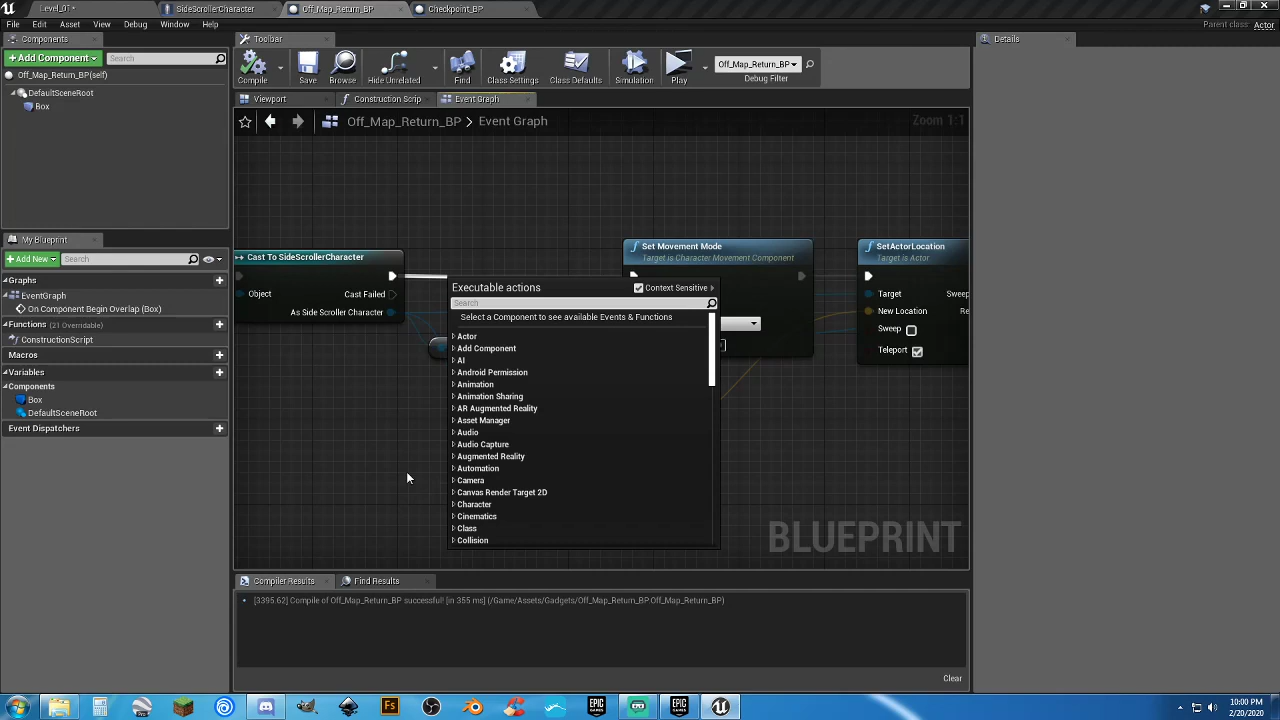 Level_01*
SideScrollerCharacter
Off_Map_Return_BP
Checkpoint_BP
File
Edit
Asset
View
Debug
Window
Help
Parent class: Actor
Components
Toolbar
Details
+ Add Component
Search
Off_Map_Return_BP(self)
DefaultSceneRoot
Box
Compile
Save
Browse
Hide Unrelated
Find
Class Settings
Class Defaults
Simulation
Play
Off_Map_Return_BP
Debug Filter
Viewport
Construction Scrip
Event Graph
Off_Map_Return_BP > Event Graph
Zoom 1:1
My Blueprint
+ Add New
Search
Graphs
EventGraph
On Component Begin Overlap (Box)
Functions (21 Overridable)
ConstructionScript
Macros
Variables
Components
Box
DefaultSceneRoot
Event Dispatchers
Cast To SideScrollerCharacter
Object
Cast Failed
As Side Scroller Character
Set Movement Mode
Target is Character Movement Component
SetActorLocation
Target is Actor
Target
Sweep
New Location
Re
Sweep
Teleport
Executable actions
Context Sensitive
Search
Select a Component to see available Events & Functions
Actor
Add Component
AI
Android Permission
Animation
Animation Sharing
AR Augmented Reality
Asset Manager
Audio
Audio Capture
Augmented Reality
Automation
Camera
Canvas Render Target 2D
Character
Cinematics
Class
Collision
BLUEPRINT
Compiler Results
Find Results
[3395.62] Compile of Off_Map_Return_BP successful! [in 355 ms] (/Game/Assets/Gadgets/Off_Map_Return_BP.Off_Map_Return_BP)
Clear
Pro
Fs
EPIC GAMES
EPIC GAMES
10:00 PM
2/20/2020